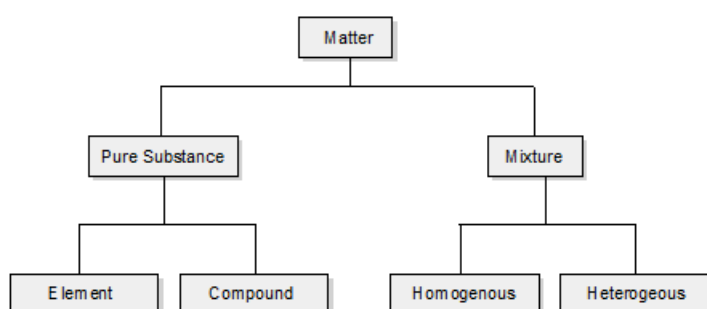 Matter
Pure Substance
Mixture
Element
Compound
Homogenous
Heterogeous